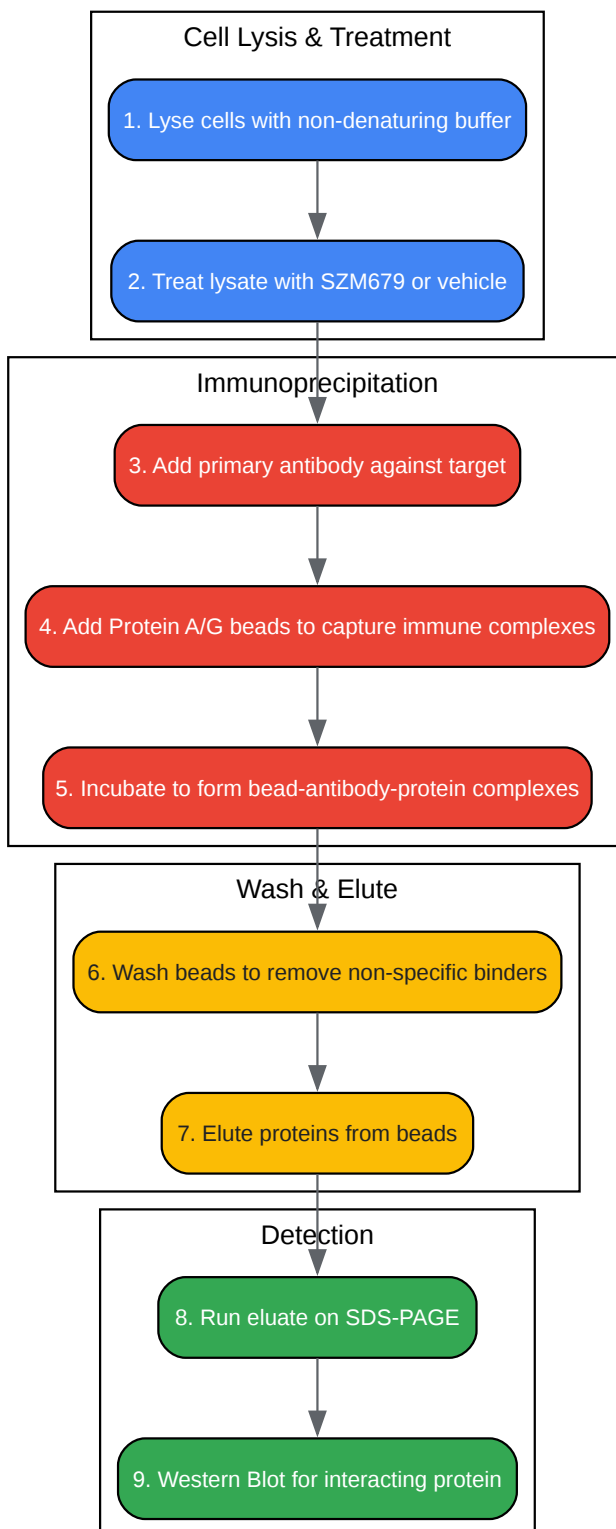 Cell Lysis & Treatment
1. Lyse cells with non-denaturing buffer
2. Treat lysate with SZM679 or vehicle
Immunoprecipitation
3. Add primary antibody against target
4. Add Protein A/G beads to capture immune complexes
5. Incubate to form bead-antibody-protein complexes
Wash & Elute
6. Wash beads to remove non-specific binders
7. Elute proteins from beads
Detection
8. Run eluate on SDS-PAGE
9. Western Blot for interacting protein